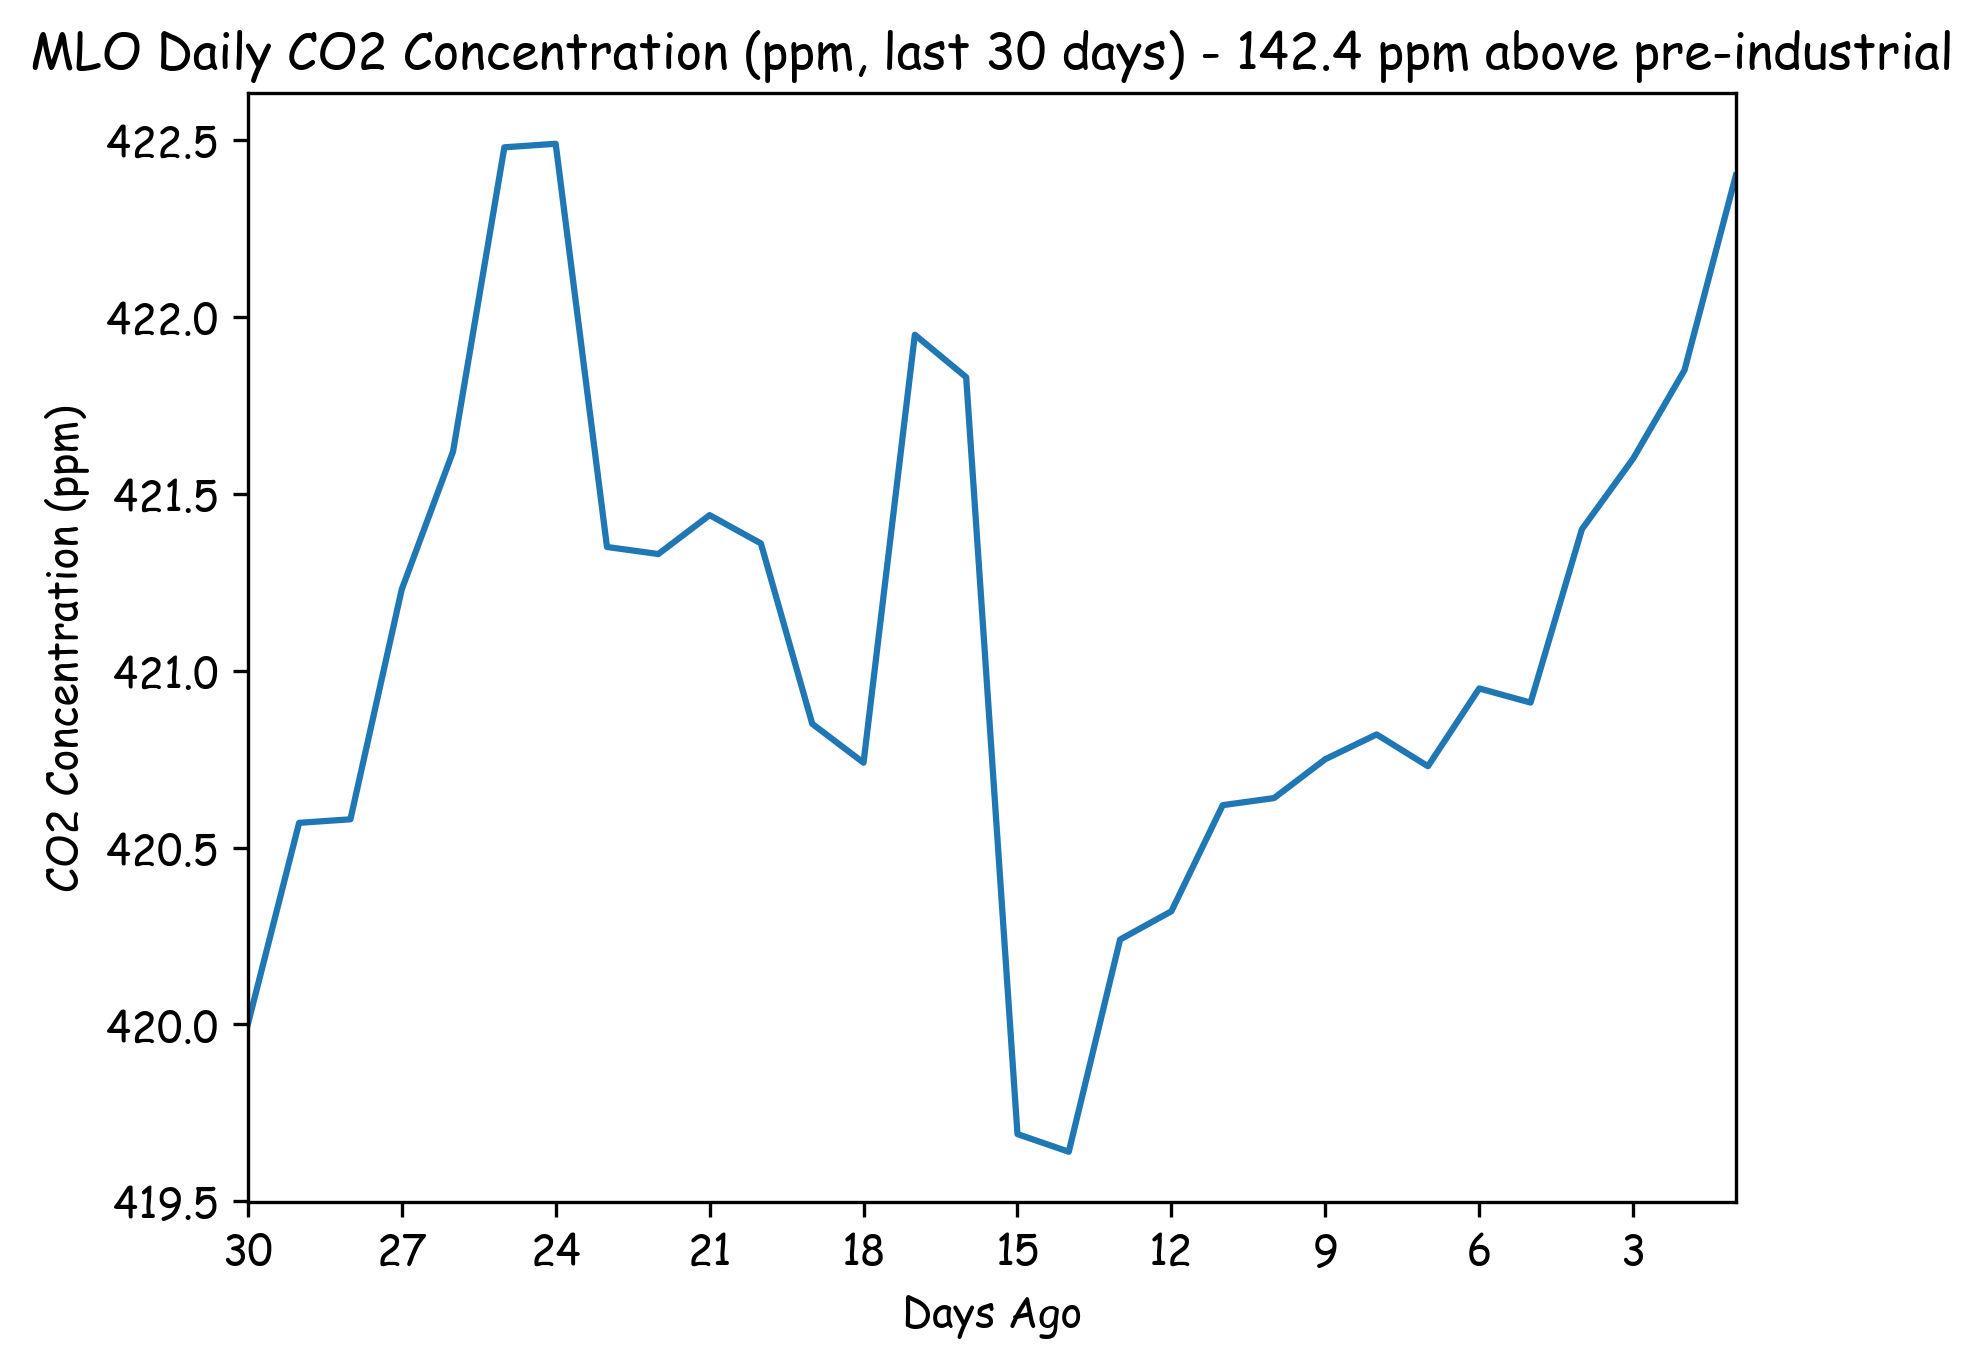 MLO Daily CO2 Concentration (ppm, last 30 days) - 142.4 ppm above pre-industrial
422.5
422.0
421.5
421.0
420.5
420.0
419.5
CO2 Concentration (ppm)
30 27 24 21 18 15 12 9 6 3
Days Ago